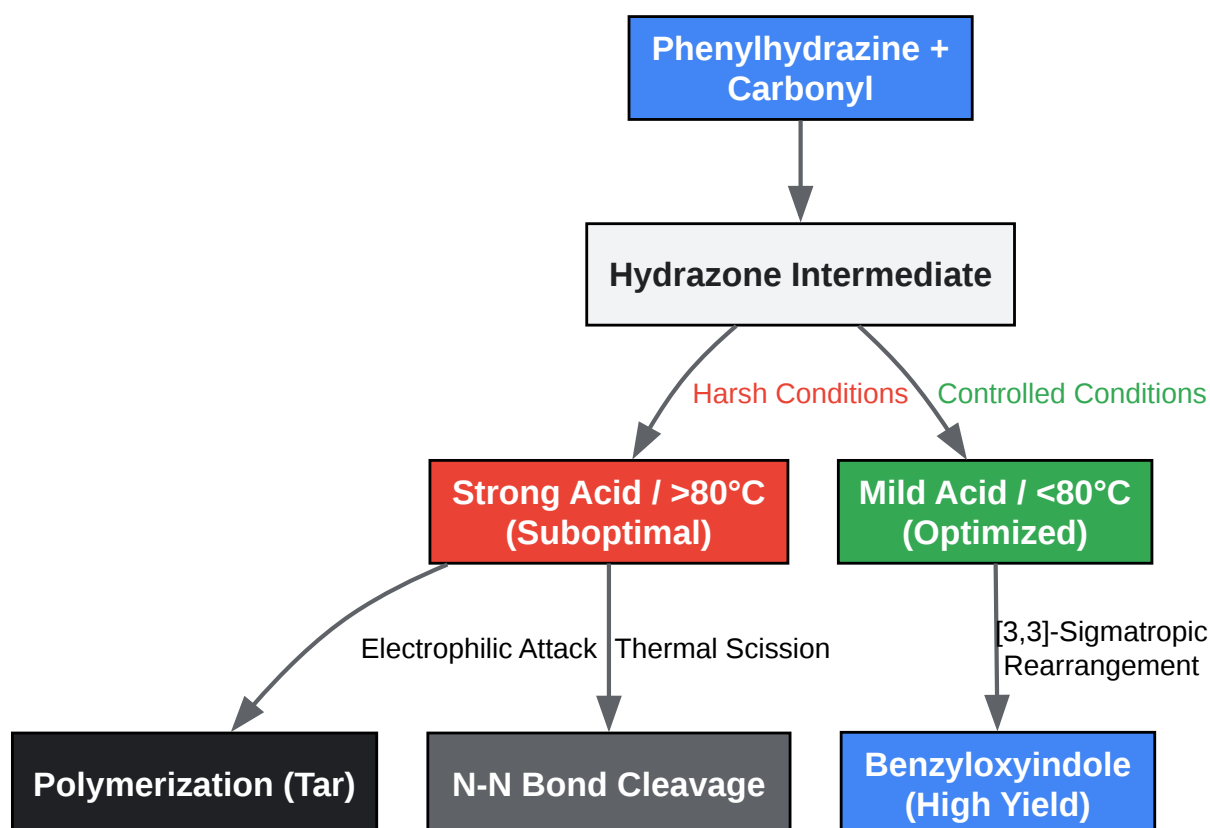 Phenylhydrazine +
Carbonyl
Hydrazone Intermediate
Harsh Conditions
Controlled Conditions
Strong Acid / >80°C
(Suboptimal)
Mild Acid / <80°C
(Optimized)
Electrophilic Attack
Thermal Scission
[3,3]-Sigmatropic
Rearrangement
Polymerization (Tar)
N-N Bond Cleavage
Benzyloxyindole
(High Yield)